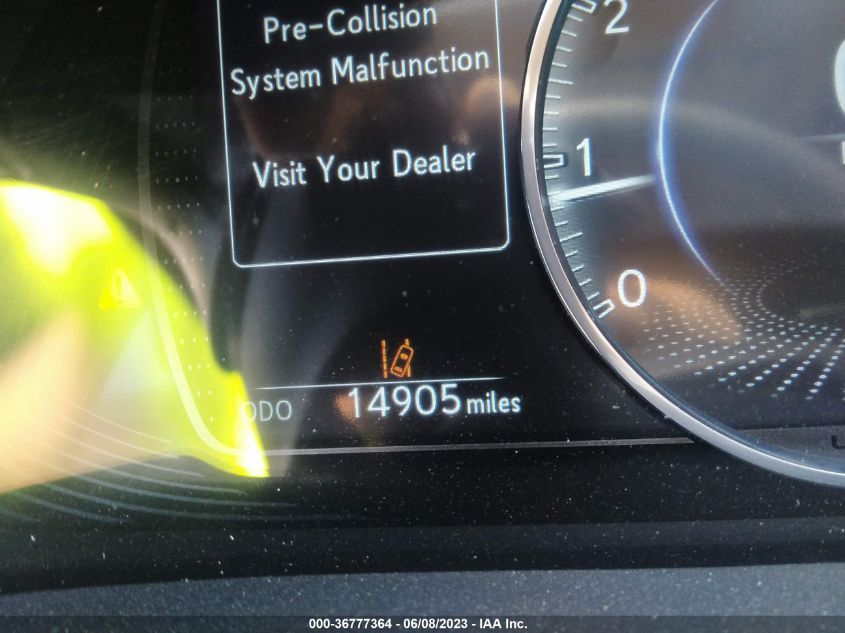 Pre-Collision
System Malfunction
Visit Your Dealer
2
1
0
ODO 14905 miles
000-36777364 - 06/08/2023 - IAA Inc.